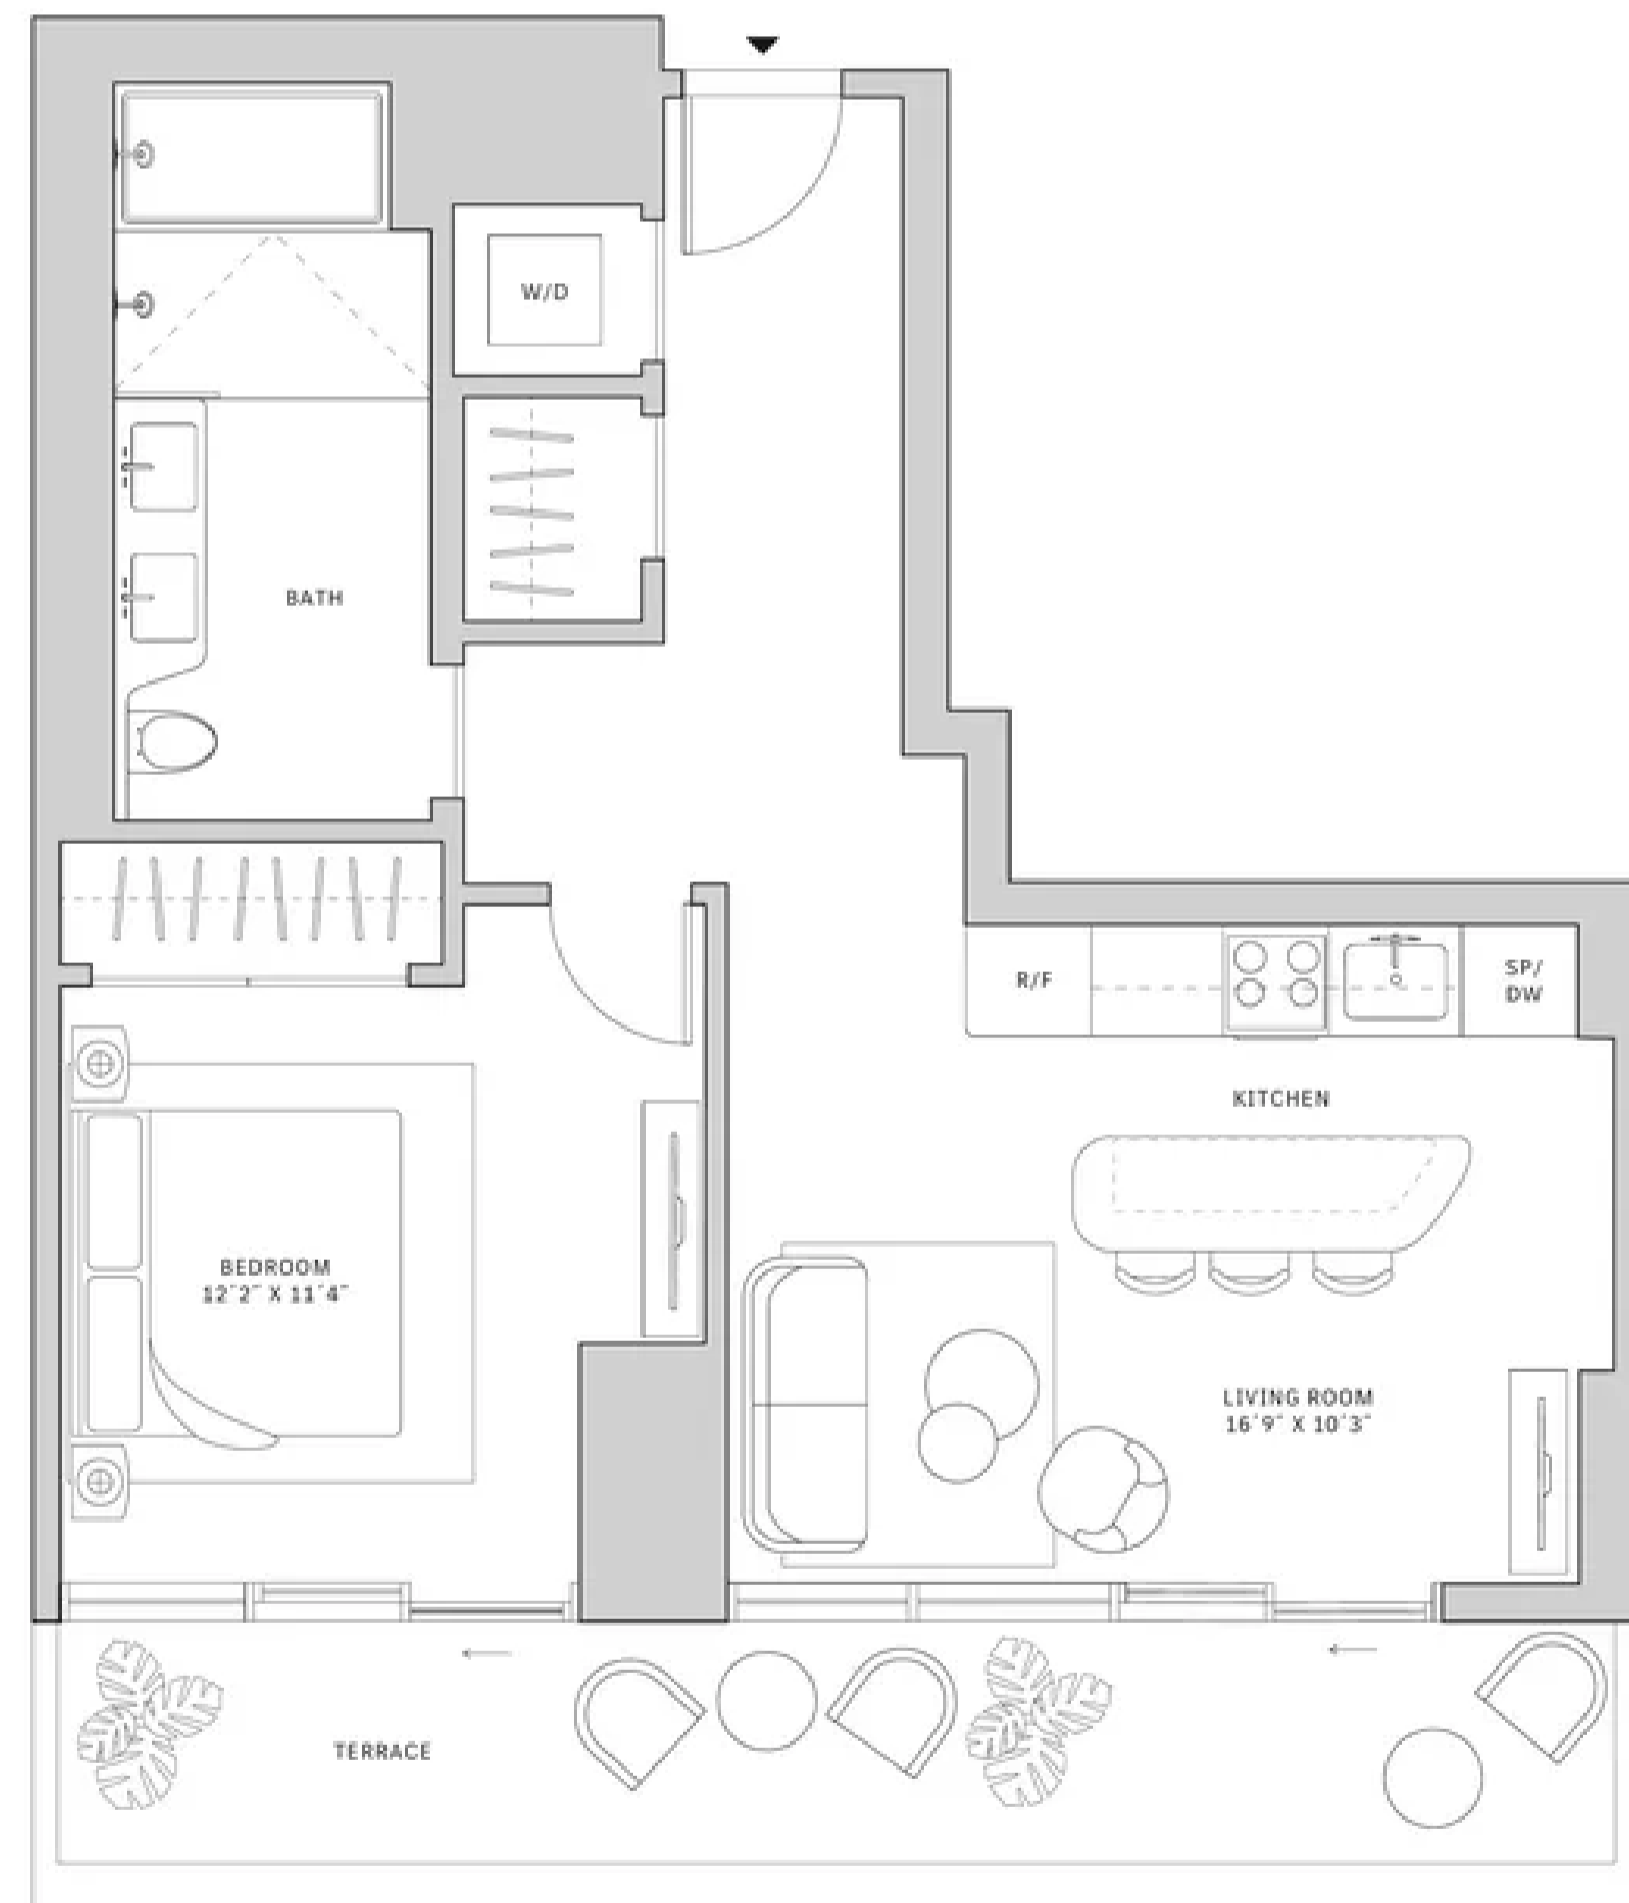 W/D
BATH
R/F
SP/
DW
KITCHEN
BEDROOM
12'2" X 11'4"
LIVING ROOM
16'9" X 10'3"
TERRACE